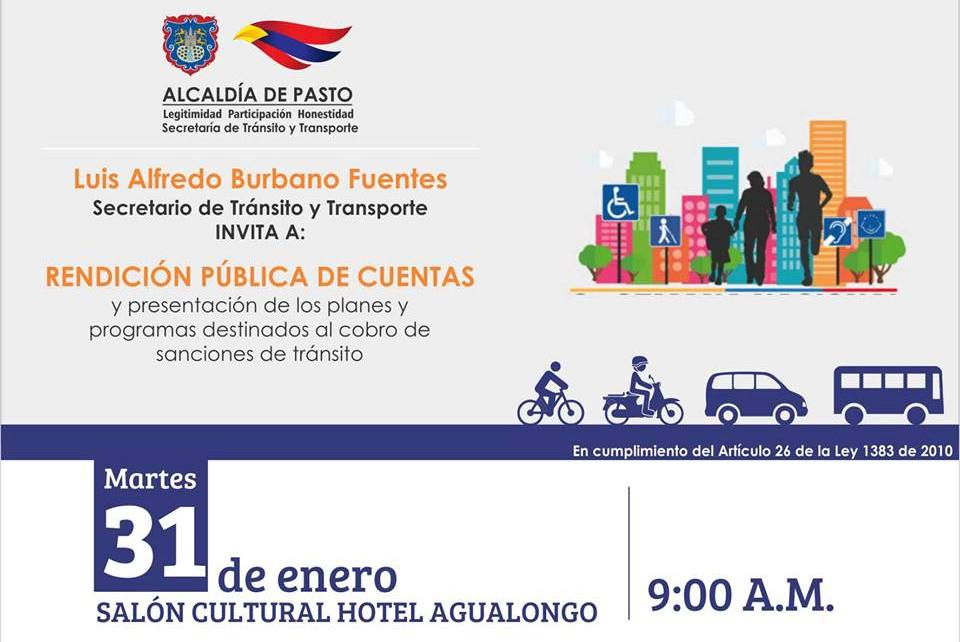 ALCALDÍA DE PASTO
Legitimidad Participación Honestidad
Secretaría de Tránsito y Transporte
Luis Alfredo Burbano Fuentes
Secretario de Tránsito y Transporte
INVITA A:
RENDICIÓN PÚBLICA DE CUENTAS
y presentación de los planes y
programas destinados al cobro de
sanciones de tránsito
En cumplimiento del Artículo 26 de la Ley 1383 de 2010
Martes
31 de enero
SALÓN CULTURAL HOTEL AGUALONGO
9:00 A.M.